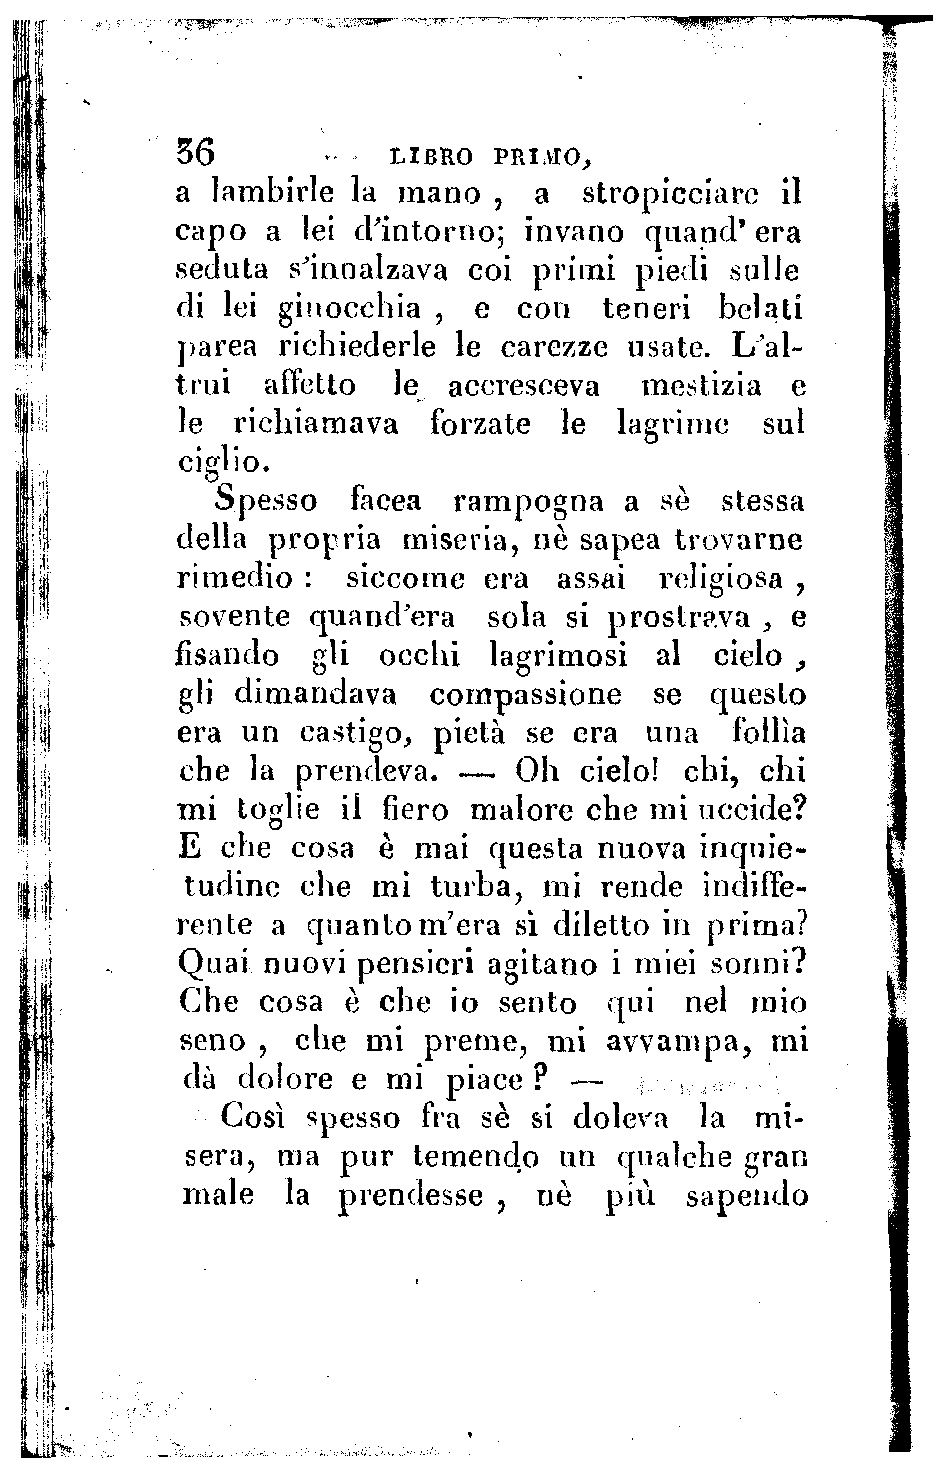 36 LIBRO PRIMO,
a lambirle la mano , a stropicciare il
capo a lei d'intorno; invano quand' era
seduta s'innalzava coi primi piedi sulle
di lei ginocchia , e con teneri belati
parea richiederle le carezze usate. L'al-
trui affetto le accresceva mestizia e
le richiamava forzate le lagrime sul
ciglio.
Spesso facea rampogna a sè stessa
della propria miseria, nè sapea trovarne
rimedio : siccome era assai religiosa ,
sovente quand'era sola si prostrava , e
fisando gli occhi lagrimosi al cielo ,
gli dimandava compassione se questo
era un castigo, pietà se era una follìa
che la prendeva. — Oh cielo! chi, chi
mi toglie il fiero malore che mi uccide?
E che cosa è mai questa nuova inquie-
tudine che mi turba, mi rende indiffe-
rente a quanto m'era sì diletto in prima?
Quai nuovi pensieri agitano i miei sonni?
Che cosa è che io sento qui nel mio
seno , che mi preme, mi avvampa, mi
dà dolore e mi piace ? —
Così spesso fra sè si doleva la mi-
sera, ma pur temendo un qualche gran
male la prendesse , nè più sapendo